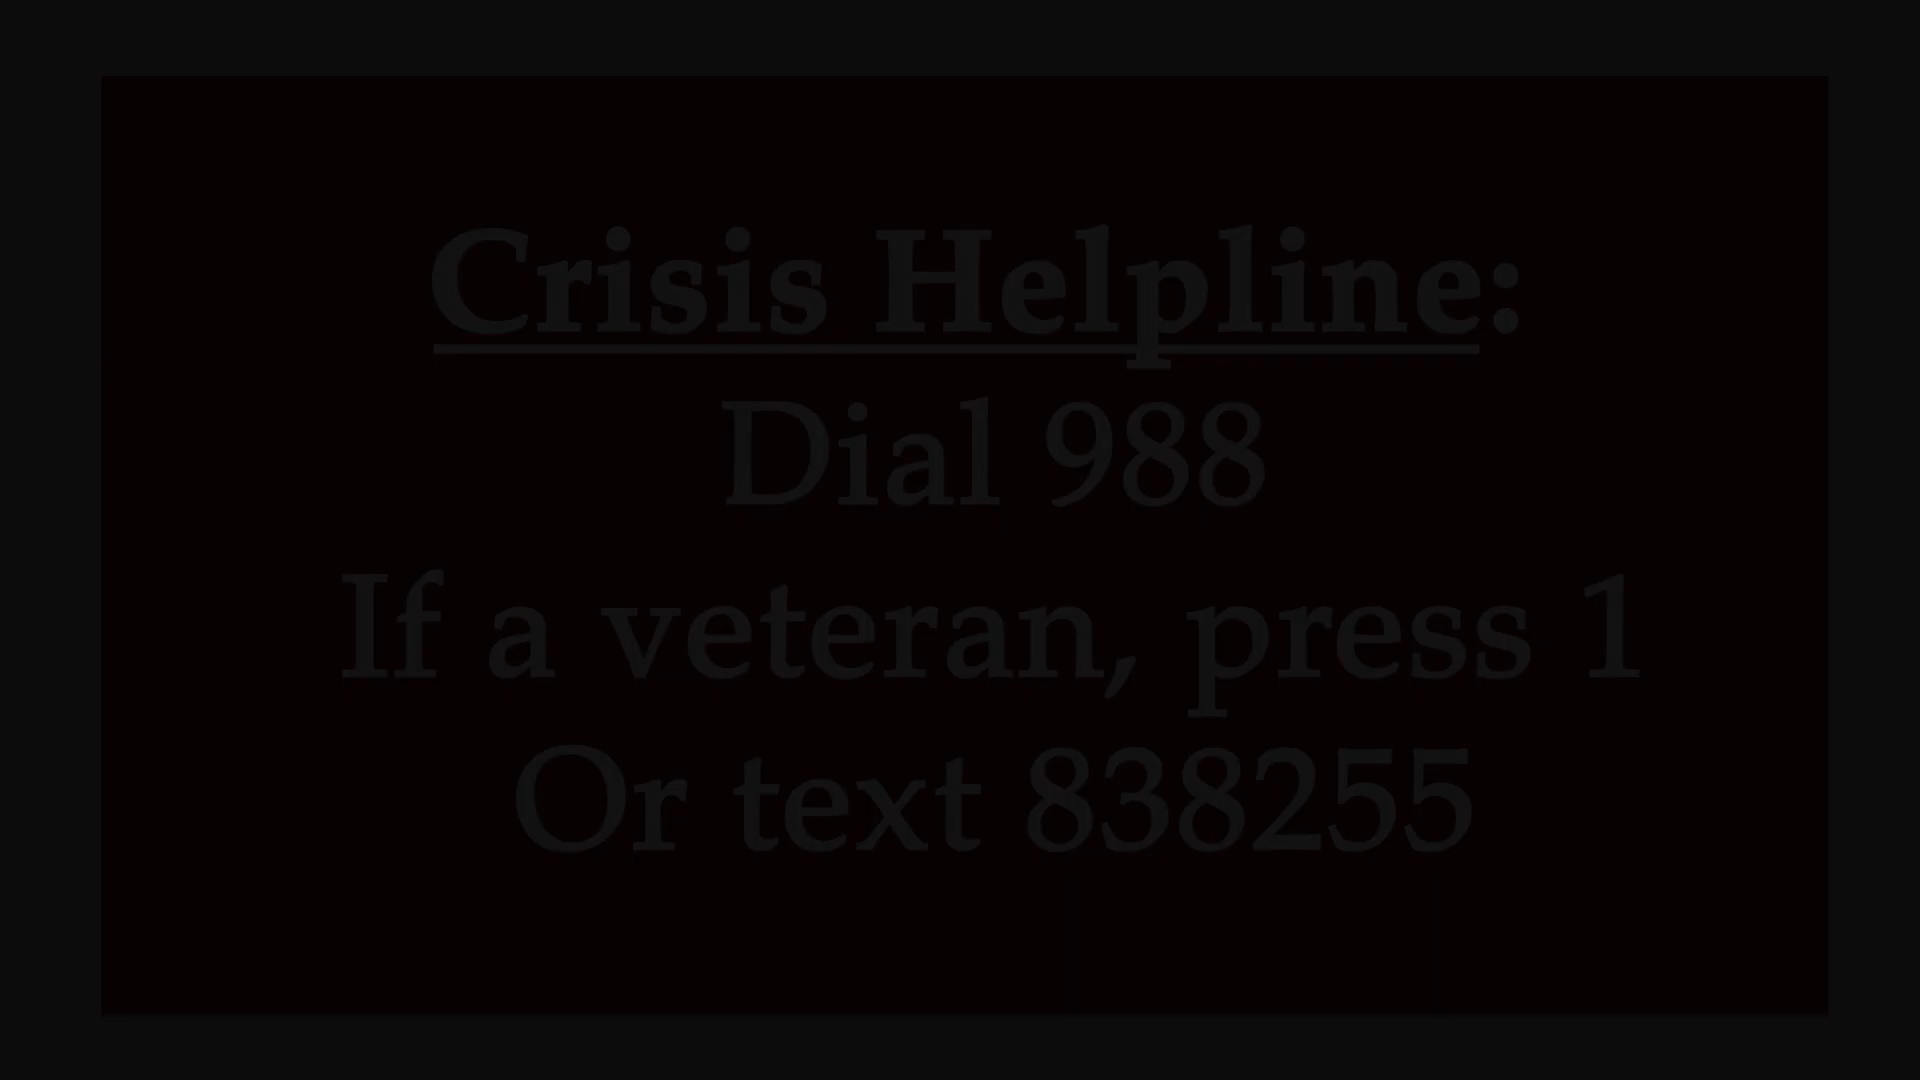 Crisis Helpline:
Dial 988
If a veteran, press 1
Or text 838255